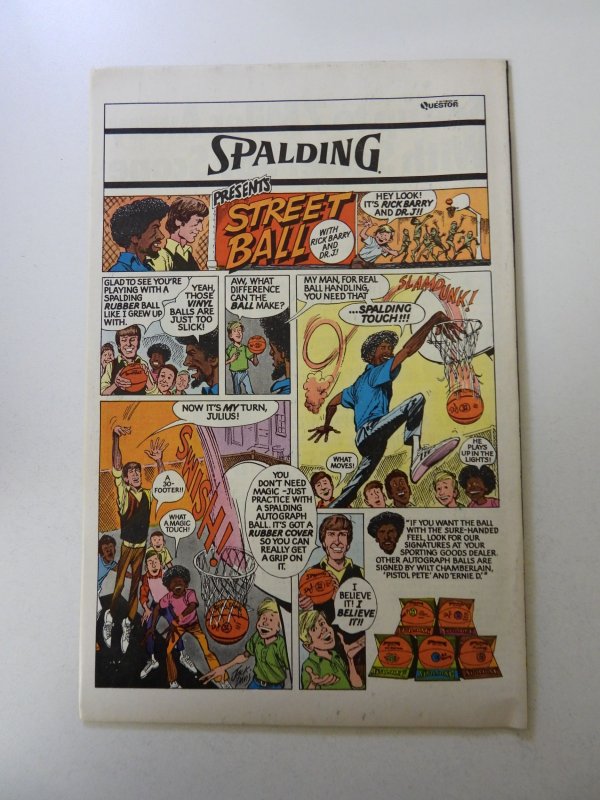 QUESTOR
SPALDING
PRESENTS
STREET
BALL
WITH
RICK BARRY
AND
DR. J!
HEY LOOK!
IT'S RICK BARRY
AND DR. J!!
GLAD TO SEE YOU'RE
PLAYING WITH A
SPALDING
RUBBER BALL
LIKE I GREW UP
WITH.
YEAH,
THOSE
VINYL
BALLS ARE
JUST TOO
SLICK!
AW, WHAT
DIFFERENCE
CAN THE
BALL MAKE?
MY MAN, FOR REAL
BALL HANDLING,
YOU NEED THAT
...SPALDING
TOUCH!!!
SLAMDUNK!
WHAT
MOVES!
HE
PLAYS
UP IN THE
LIGHTS!
NOW IT'S MY TURN,
JULIUS!
A
30-
FOOTER!
WHAT
A MAGIC
TOUCH!
SWISH!
YOU
DON'T NEED
MAGIC -JUST
PRACTICE WITH
A SPALDING
AUTOGRAPH
BALL. IT'S GOT A
RUBBER COVER
SO YOU CAN
REALLY GET
A GRIP ON
IT.
I
BELIEVE
IT! I
BELIEVE
IT!!
"IF YOU WANT THE BALL
WITH THE SURE-HANDED
FEEL, LOOK FOR OUR
SIGNATURES AT YOUR
SPORTING GOODS DEALER.
OTHER AUTOGRAPH BALLS ARE
SIGNED BY WILT CHAMBERLAIN,
'PISTOL PETE' AND 'ERNIE D.'"